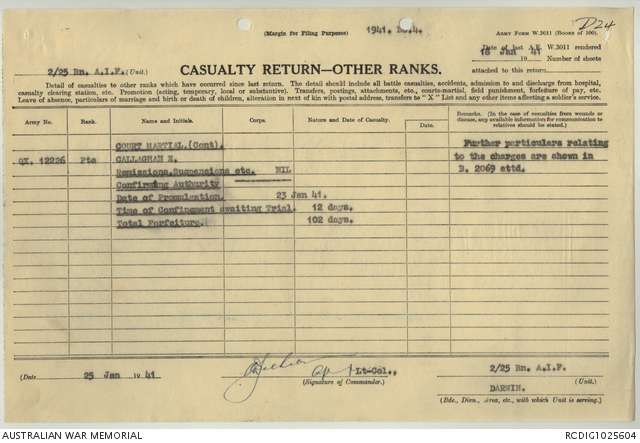 D24
(Margin for Filing Purposes)
1941. No.4.
ARMY FORM W.3011 (BOOKS OF 100).
Date of last A.F. W.3011 rendered
18 Jan 41
19 Number of sheets
2/25 Bn. A.I.F. (Unit.)
CASUALTY RETURN—OTHER RANKS.
attached to this return
Detail of casualties to other ranks which have occurred since last return. The detail should include all battle casualties, accidents, admission to and discharge from hospital,
casualty clearing station, etc. Promotion (acting, temporary, local or substantive). Transfers, postings, attachments, etc., courts-martial, field punishment, forfeiture of pay, etc.
Leave of absence, particulars of marriage and birth or death of children, alteration in next of kin with postal address, transfers to "X" List and any other items affecting a soldier's service.
Army No. Rank. Name and Initials. Corps. Nature and Date of Casualty. Date. Remarks. (In the case of casualties from wounds or
disease, any additional information for communication to
relatives should be stated.)
COURT MARTIAL.(Cont).
QX. 12226 Pte CALLAGHAN
Remissions.Suspensions etc. NIL
Confirming Authority
Date of Promulgation. 23 Jan 41.
Time of Confinement awaiting Trial. 12 days.
Total Forfeiture. 102 days.
Further particulars relating
to the charges are shown in
B. 2069 attd.
(Date 25 Jan 1941
Lt-Col.,
(Signature of Commander.)
2/25 Bn. A.I.F.
(Unit.)
DARWIN.
(Bde., Divn., Area, etc., with which Unit is serving.)
AUSTRALIAN WAR MEMORIAL
RCDIG1025604